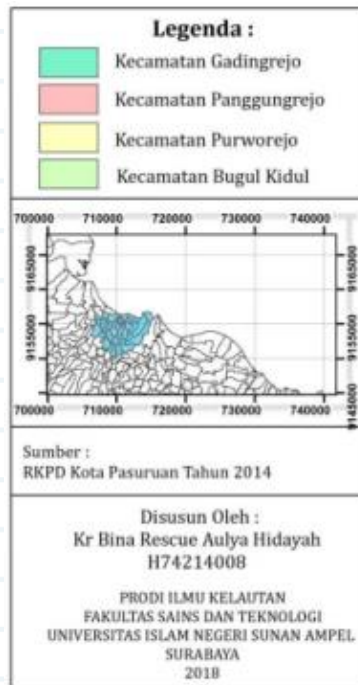 Legenda :
Kecamatan Gadingrejo
Kecamatan Panggungrejo
Kecamatan Purworejo
Kecamatan Bugul Kidul
700000 710000 720000 730000 740000
9165000 9165000
9155000 9155000
9145000
700000 710000 720000 730000 740000
Sumber :
RKPD Kota Pasuruan Tahun 2014
Disusun Oleh :
Kr Bina Rescue Aulya Hidayah
H74214008
PRODI ILMU KELAUTAN
FAKULTAS SAINS DAN TEKNOLOGI
UNIVERSITAS ISLAM NEGERI SUNAN AMPEL
SURABAYA
2018